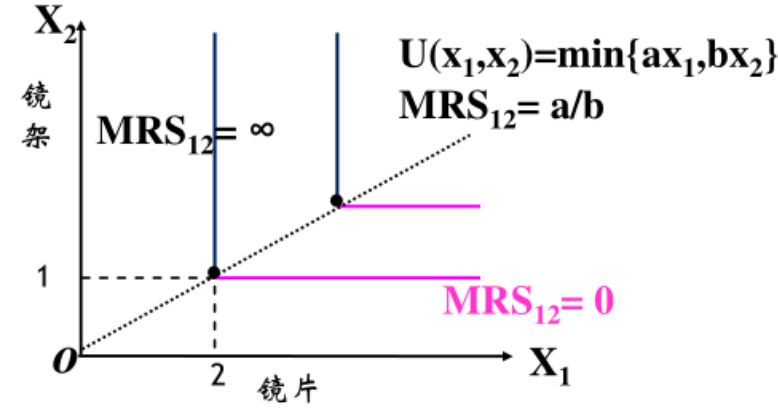 X₂
镜
架
U(x₁,x₂)=min{ax₁,bx₂}
MRS₁₂= a/b
MRS₁₂= ∞
1
MRS₁₂= 0
O
2
镜片
X₁